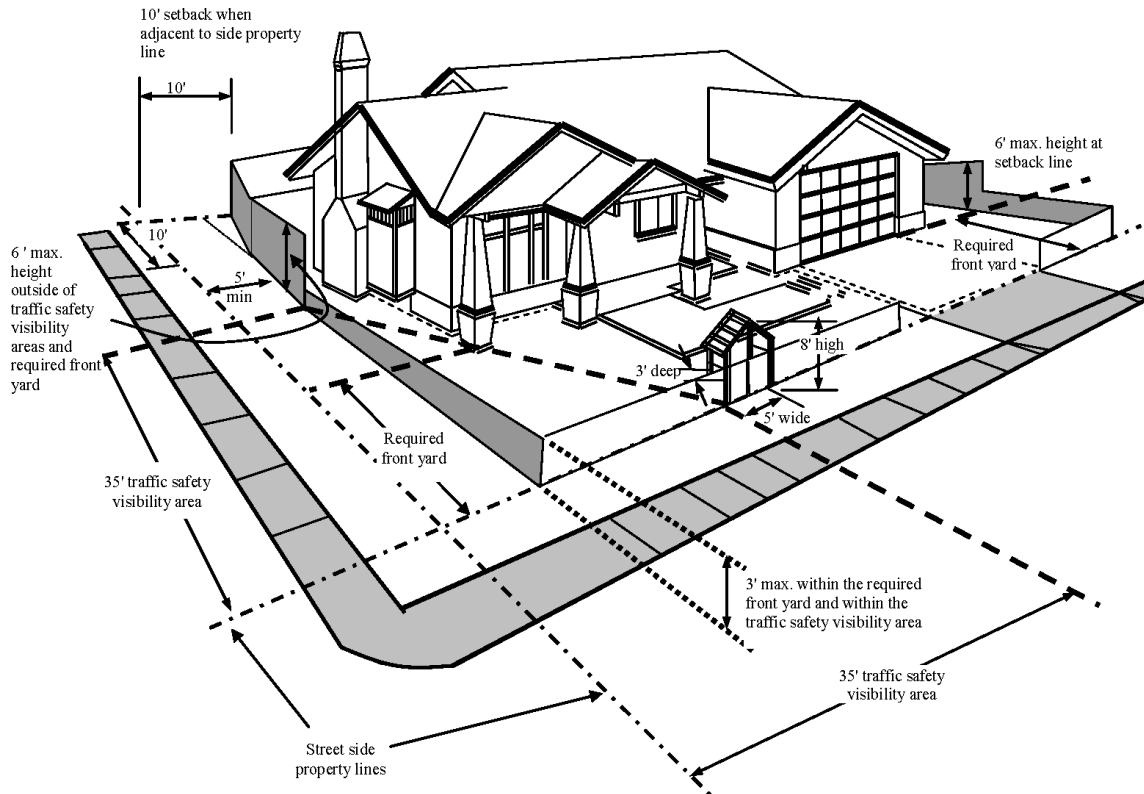 10' setback when
adjacent to side property
line
10'
6' max. height at
setback line
10'
5'
min
6 ' max.
height
outside of
traffic safety
visibility
areas and
required front
yard
Required
front yard
8' high
3' deep
5' wide
Required
front yard
35' traffic safety
visibility area
3' max. within the required
front yard and within the
traffic safety visibility area
35' traffic safety
visibility area
Street side
property lines